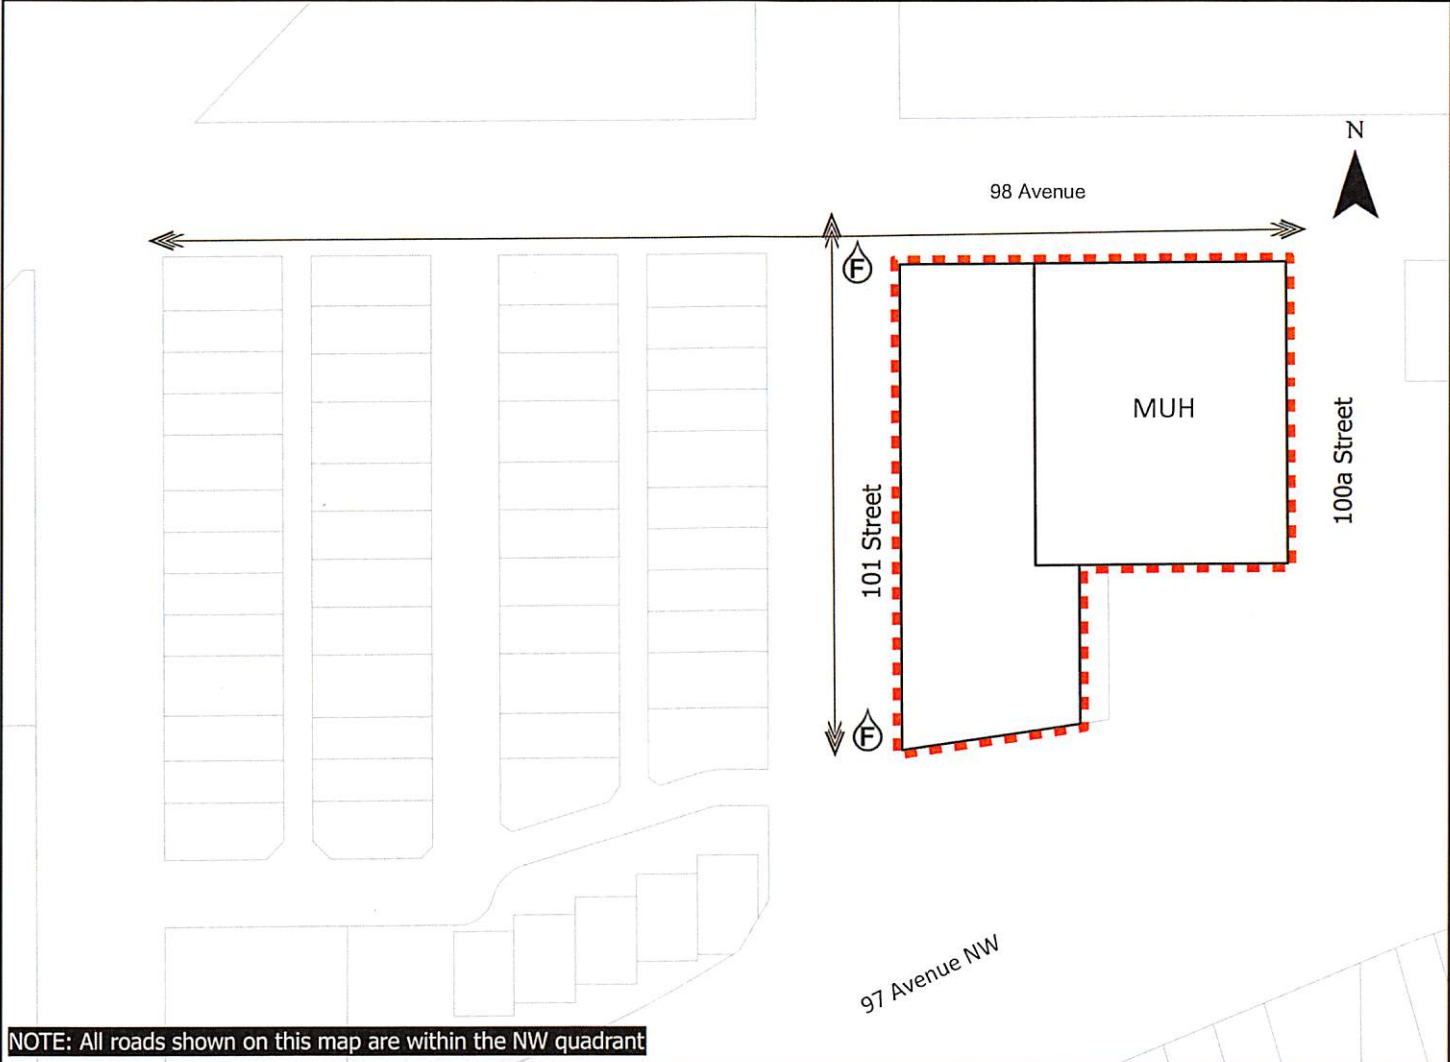 N
98 Avenue
F
MUH
100a Street
101 Street
F
97 Avenue NW
NOTE: All roads shown on this map are within the NW quadrant